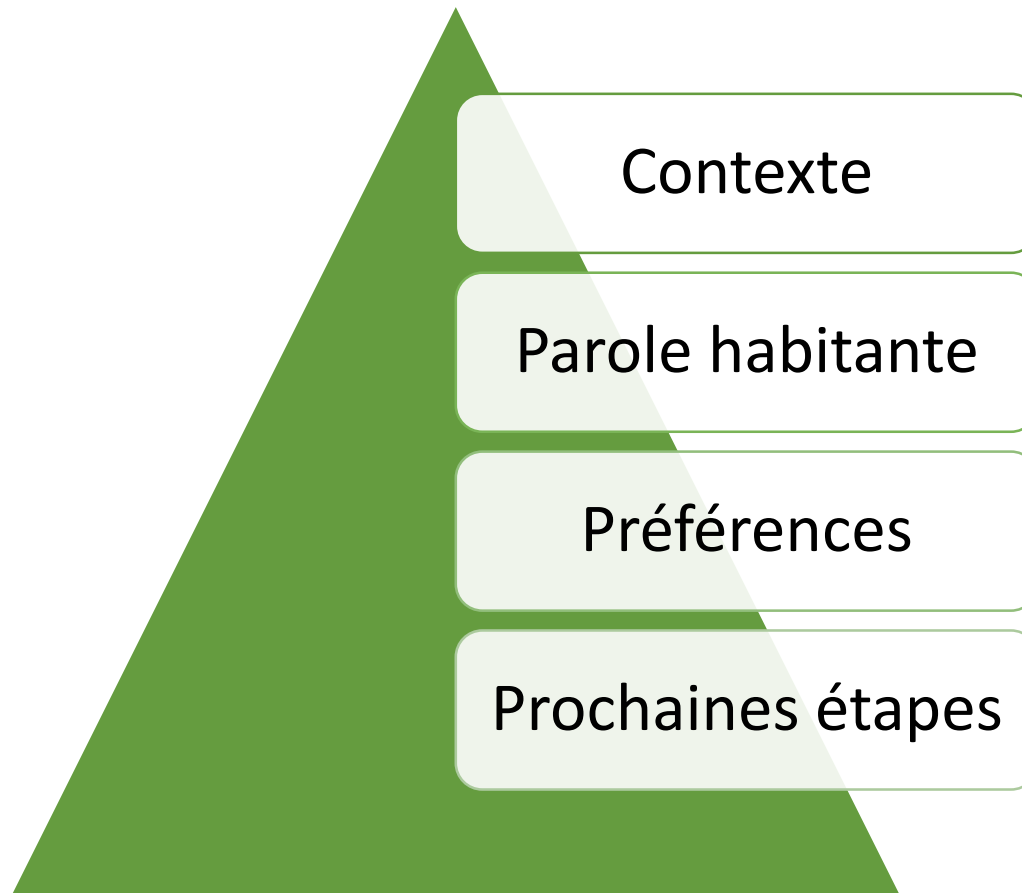 Contexte
Parole habitante
Préférences
Prochaines étapes